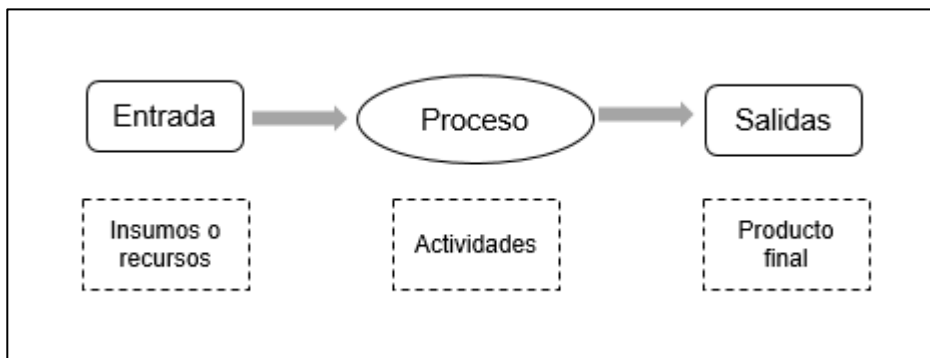 Entrada
Proceso
Salidas
Insumos o
recursos
Actividades
Producto
final